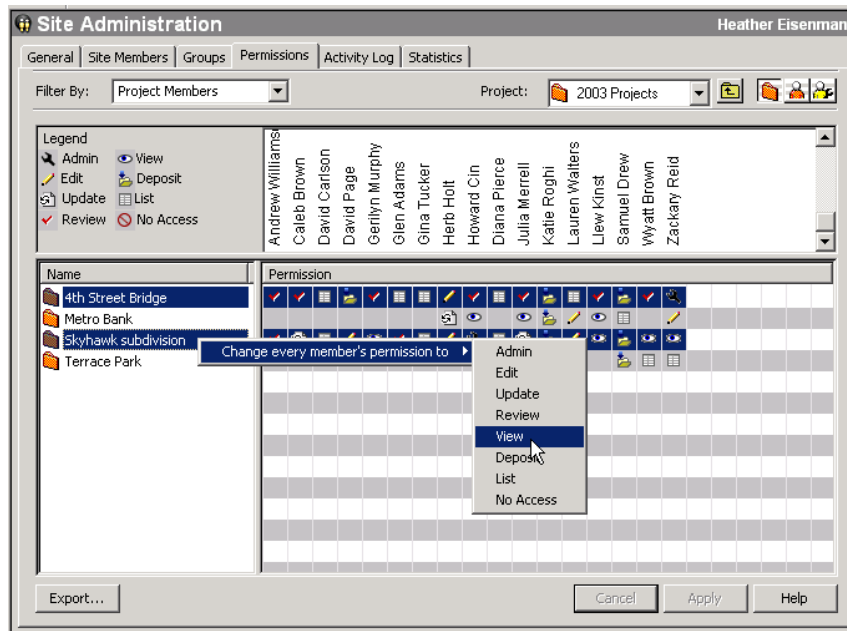 Site Administration
Heather Eisenman
General Site Members Groups Permissions Activity Log Statistics
Filter By: Project Members Project: 2003 Projects
Legend
Admin View
Edit Deposit
Update List
Review No Access
Andrew Williams
Caleb Brown
David Carlson
David Page
Gerilyn Murphy
Glen Adams
Gina Tucker
Herb Holt
Howard Cin
Diana Pierce
Julia Merrell
Katie Roghi
Lauren Walters
Llew Kinst
Samuel Drew
Wyatt Brown
Zackary Reid
Name Permission
4th Street Bridge
Metro Bank
Skyhawk subdivision
Terrace Park
Change every member's permission to
Admin
Edit
Update
Review
View
Deposit
List
No Access
Export... Cancel Apply Help